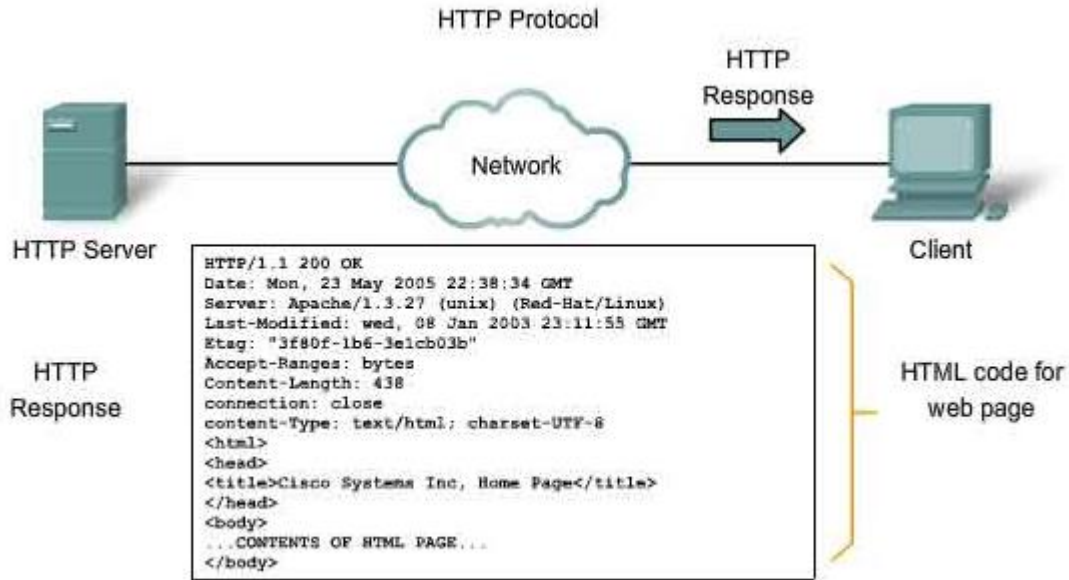 HTTP Protocol
HTTP
Response
Network
HTTP Server
Client
HTTP/1.1 200 OK
Date: Mon, 23 May 2005 22:38:34 GMT
Server: Apache/1.3.27 (unix) (Red-Hat/Linux)
Last-Modified: wed, 08 Jan 2003 23:11:55 GMT
Etag: "3f80f-1b6-3e1cb03b"
Accept-Ranges: bytes
Content-Length: 438
connection: close
content-Type: text/html; charset-UTF-8
<html>
<head>
<title>Cisco Systems Inc, Home Page</title>
</head>
<body>
...CONTENTS OF HTML PAGE...
</body>
HTTP
Response
HTML code for
web page